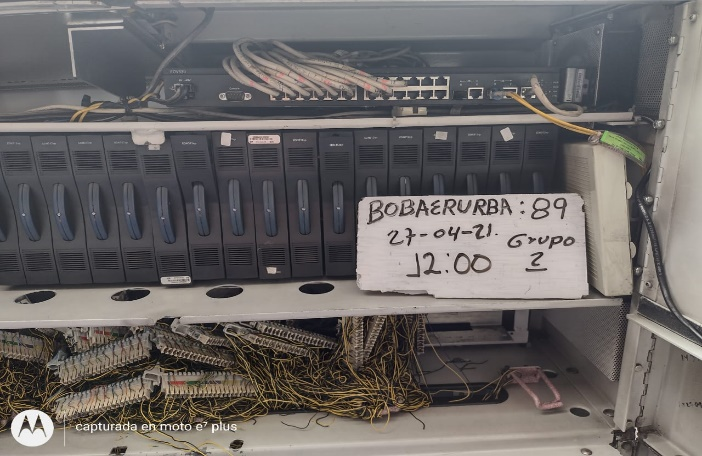 BOBAERURBA: 89
27-04-21. Grupo
12:00 2
capturada en moto e⁷ plus